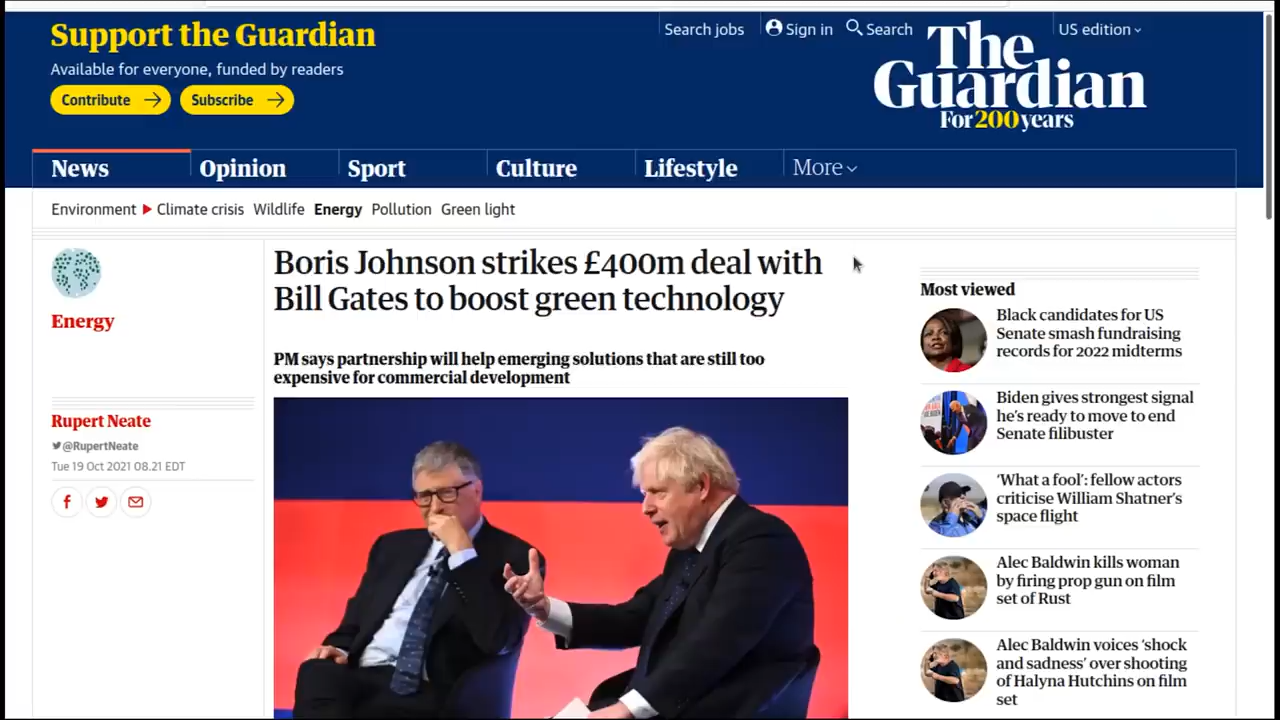 Support the Guardian
Available for everyone, funded by readers
Contribute
Subscribe
Search jobs
Sign in
Search
US edition
The
Guardian
For 200 years
News
Opinion
Sport
Culture
Lifestyle
More
Environment
Climate crisis
Wildlife
Energy
Pollution
Green light
Energy
Boris Johnson strikes £400m deal with
Bill Gates to boost green technology
PM says partnership will help emerging solutions that are still too
expensive for commercial development
Rupert Neate
@RupertNeate
Tue 19 Oct 2021 08.21 EDT
Most viewed
Black candidates for US
Senate smash fundraising
records for 2022 midterms
Biden gives strongest signal
he's ready to move to end
Senate filibuster
‘What a fool’: fellow actors
criticise William Shatner’s
space flight
Alec Baldwin kills woman
by firing prop gun on film
set of Rust
Alec Baldwin voices ‘shock
and sadness’ over shooting
of Halyna Hutchins on film
set